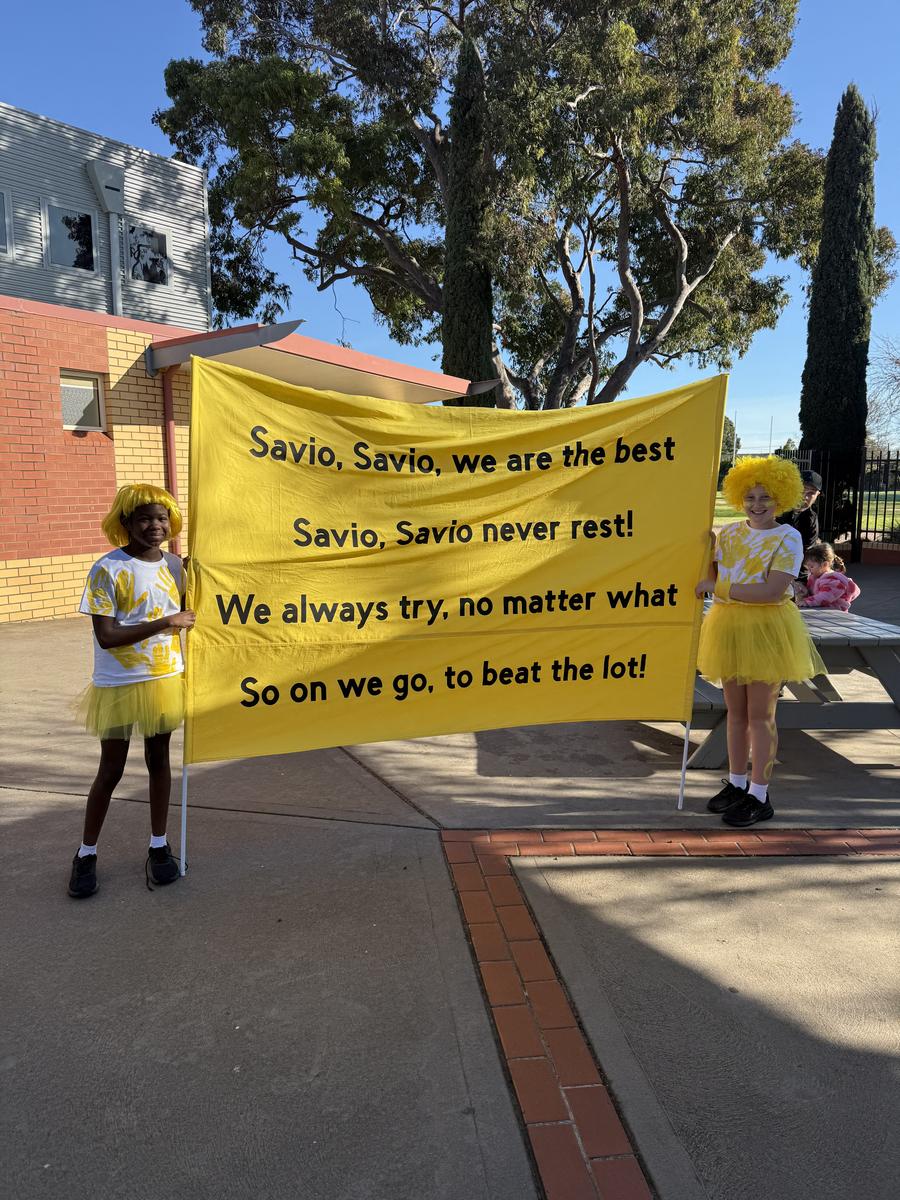 Savio, Savio, we are the best
Savio, Savio never rest!
We always try, no matter what
So on we go, to beat the lot!